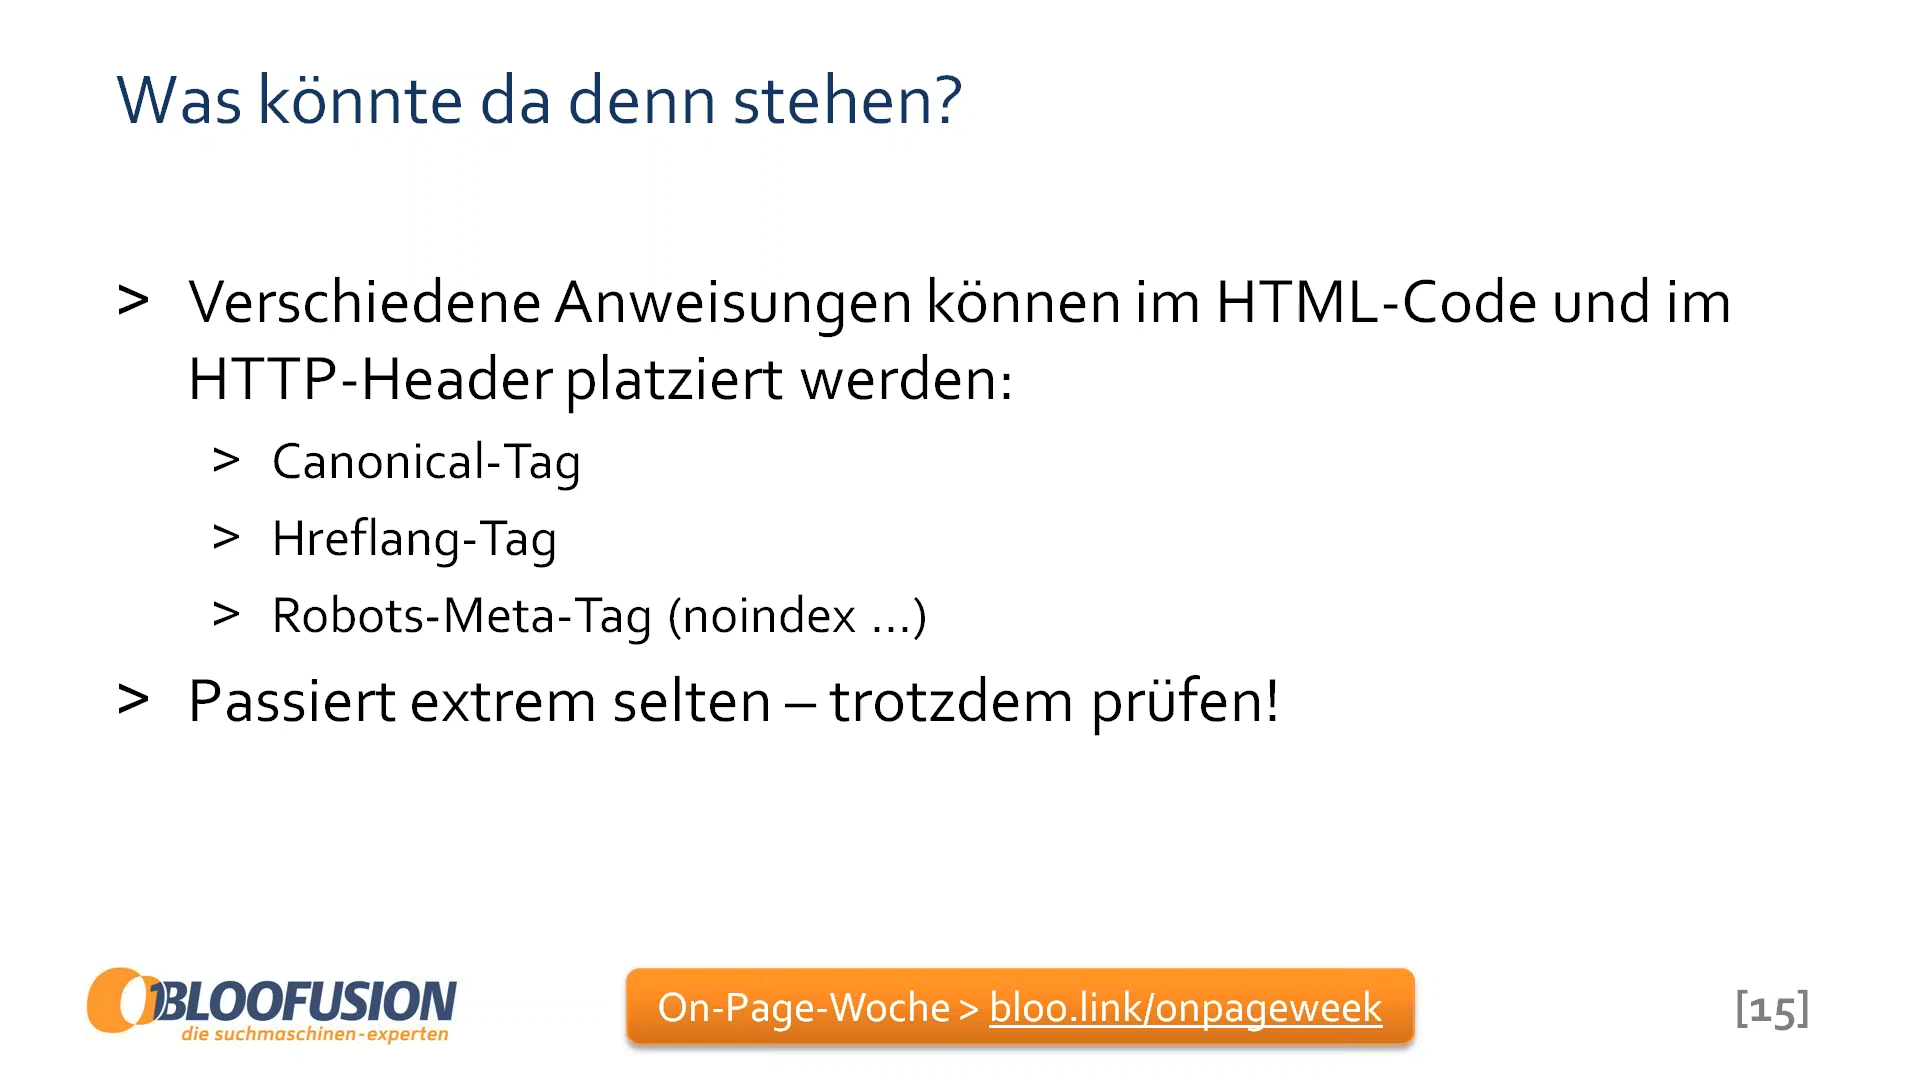 Was könnte da denn stehen?
> Verschiedene Anweisungen können im HTML-Code und im
HTTP-Header platziert werden:
> Canonical-Tag
> Hreflang-Tag
> Robots-Meta-Tag (noindex …)
> Passiert extrem selten – trotzdem prüfen!
BLOOFUSION
die suchmaschinen-experten
On-Page-Woche > bloo.link/onpageweek
[15]